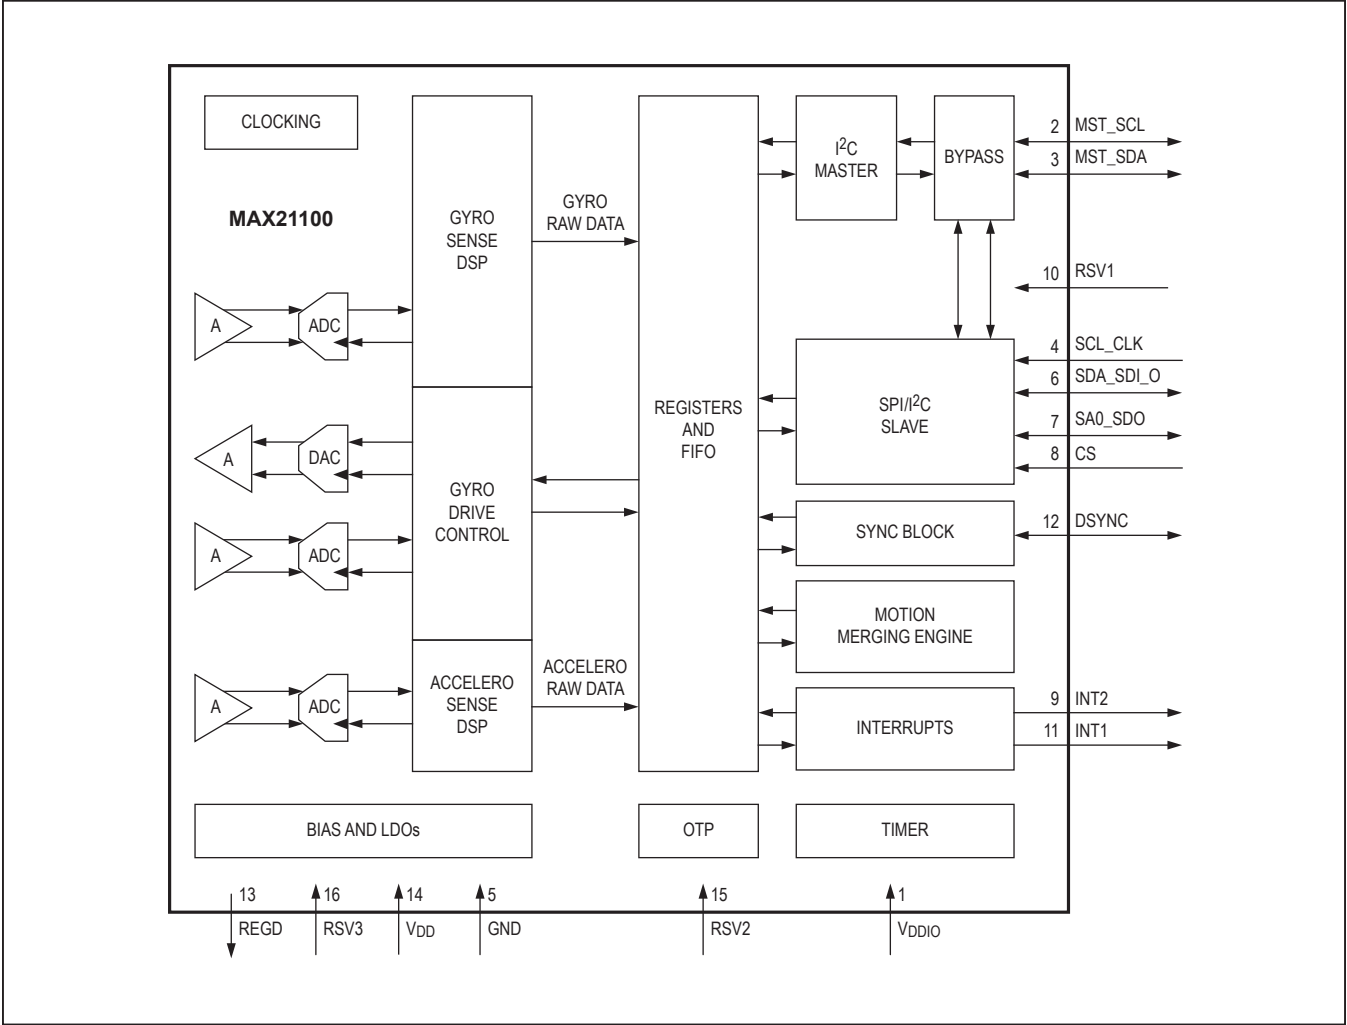 CLOCKING
MAX21100
A
ADC
A
DAC
A
ADC
A
ADC
GYRO
SENSE
DSP
GYRO
DRIVE
CONTROL
ACCELERO
SENSE
DSP
GYRO
RAW DATA
ACCELERO
RAW DATA
REGISTERS
AND
FIFO
I2C
MASTER
BYPASS
SPI/I2C
SLAVE
SYNC BLOCK
MOTION
MERGING ENGINE
INTERRUPTS
2 MST_SCL
3 MST_SDA
10 RSV1
4 SCL_CLK
6 SDA_SDI_O
7 SA0_SDO
8 CS
12 DSYNC
9 INT2
11 INT1
BIAS AND LDOs
OTP
TIMER
13
REGD
16
RSV3
14
VDD
5
GND
15
RSV2
1
VDDIO